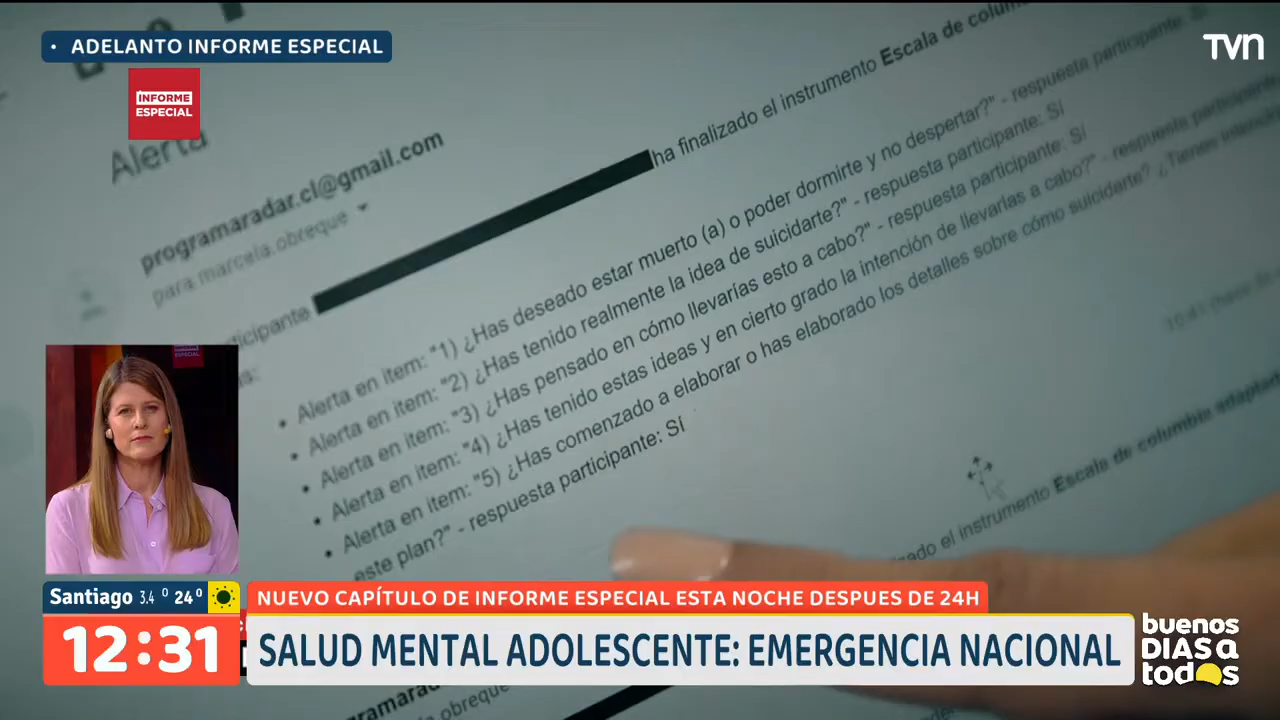 • ADELANTO INFORME ESPECIAL
TVN
INFORME
ESPECIAL
Alerta
programaradar.cl@gmail.com
para marcela.obreque
ha finalizado el instrumento Escala de colum
• Alerta en item: "1) ¿Has deseado estar muerto (a) o poder dormirte y no despertar?" - respuesta participante: Sí
• Alerta en item: "2) ¿Has tenido realmente la idea de suicidarte?" - respuesta participante: Sí
• Alerta en item: "3) ¿Has pensado en cómo llevarías esto a cabo?" - respuesta participante: Sí
• Alerta en item: "4) ¿Has tenido estas ideas y en cierto grado la intención de llevarlas a cabo?" - respuesta participante
• Alerta en item: "5) ¿Has comenzado a elaborar o has elaborado los detalles sobre cómo suicidarte? ¿Tienes intenció
este plan?" - respuesta participante: Sí
el instrumento Escala de columbia adaptada
Santiago 3,4° 24°
NUEVO CAPÍTULO DE INFORME ESPECIAL ESTA NOCHE DESPUES DE 24H
12:31
SALUD MENTAL ADOLESCENTE: EMERGENCIA NACIONAL
buenos
DÍAS a
todos
obreque